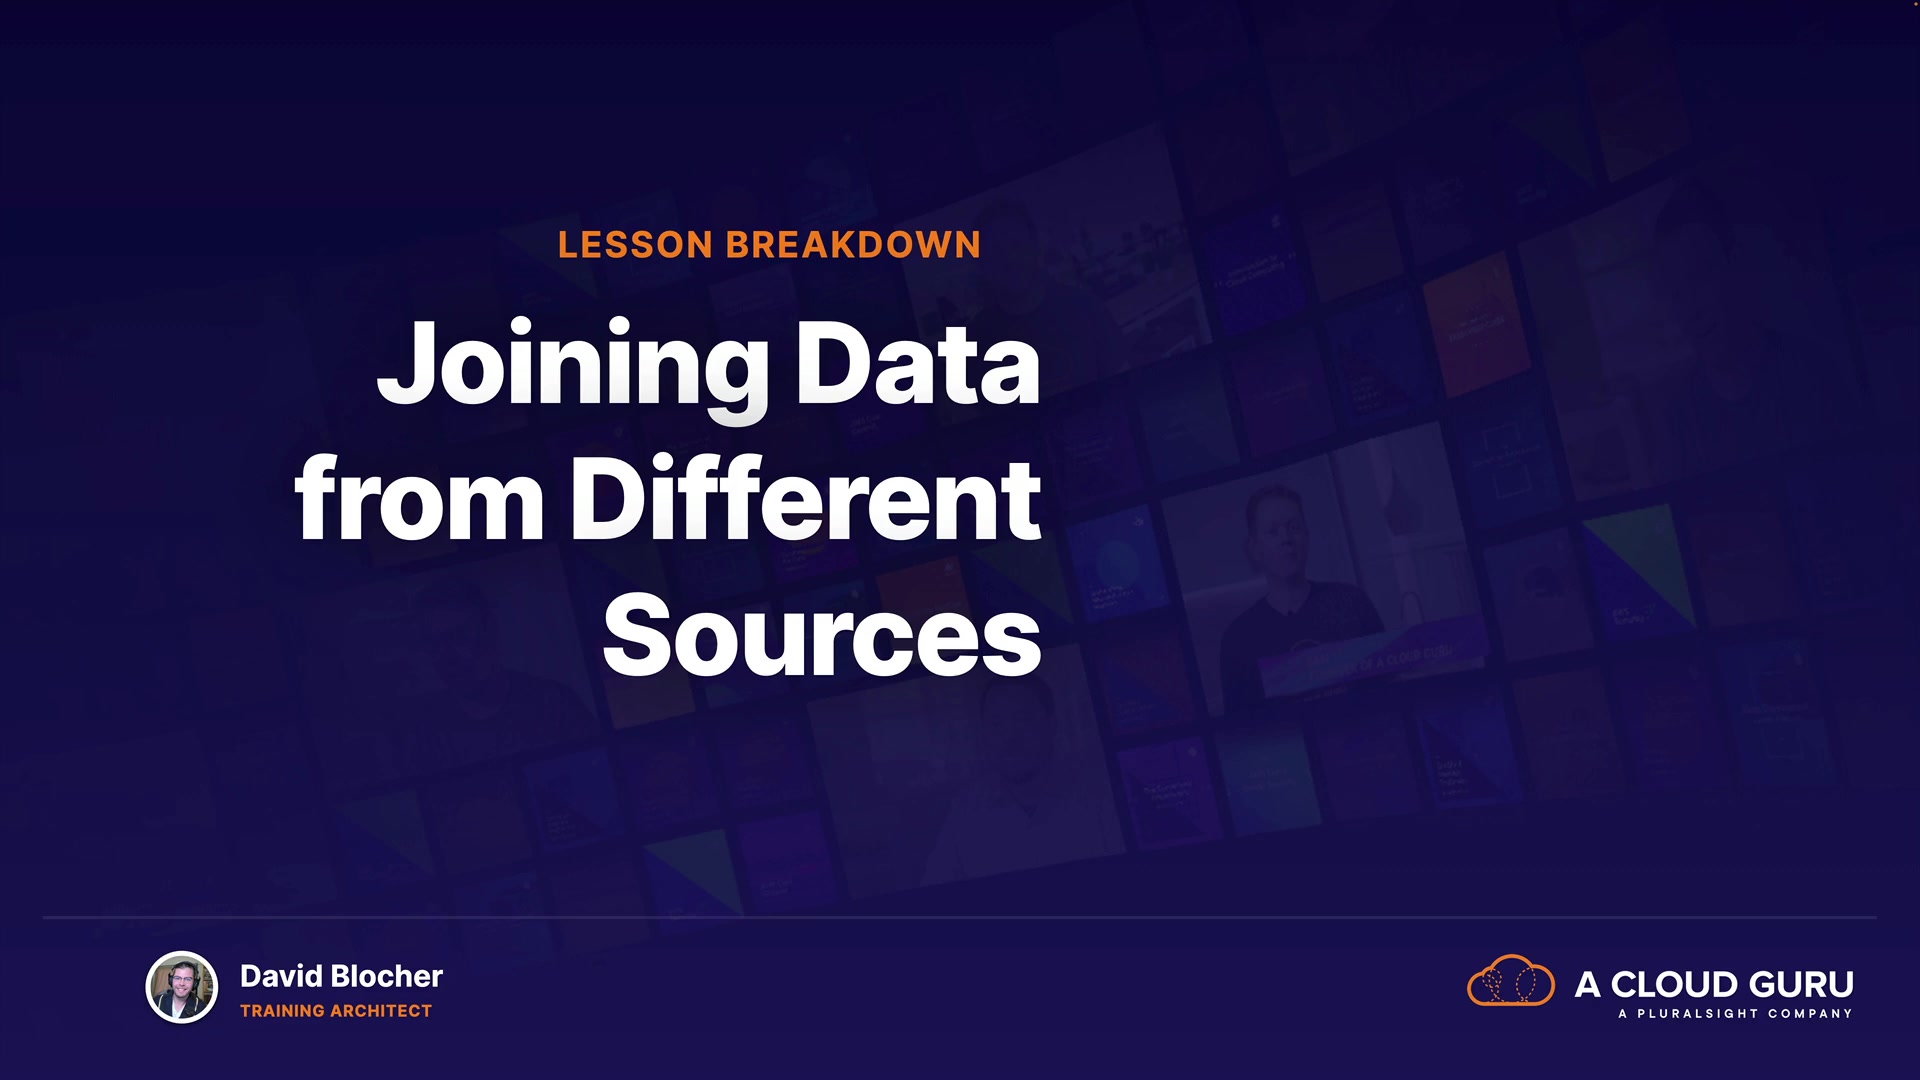 LESSON BREAKDOWN
Joining Data
from Different
Sources
David Blocher
TRAINING ARCHITECT
A CLOUD GURU
A PLURALSIGHT COMPANY